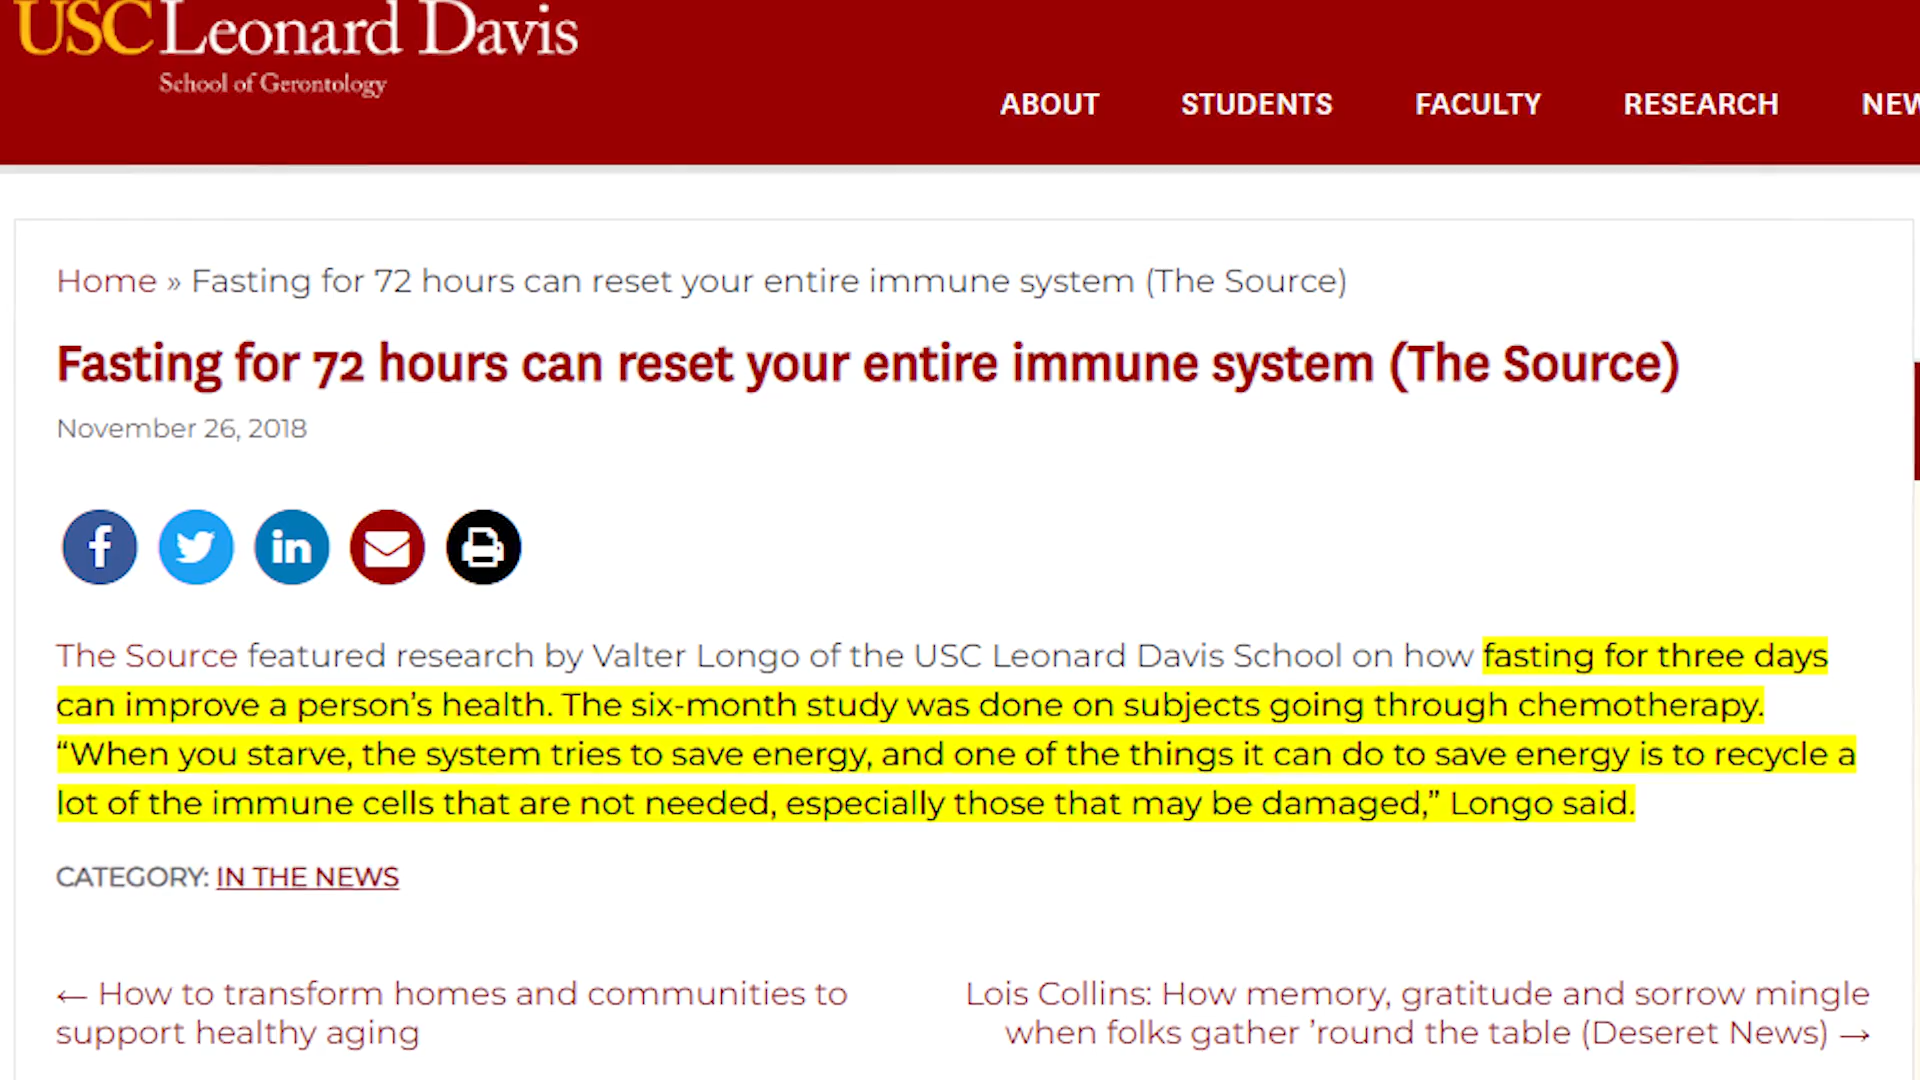 USC Leonard Davis
School of Gerontology
ABOUT STUDENTS FACULTY RESEARCH
Home » Fasting for 72 hours can reset your entire immune system (The Source)
Fasting for 72 hours can reset your entire immune system (The Source)
November 26, 2018
The Source featured research by Valter Longo of the USC Leonard Davis School on how fasting for three days
can improve a person’s health. The six-month study was done on subjects going through chemotherapy.
“When you starve, the system tries to save energy, and one of the things it can do to save energy is to recycle a
lot of the immune cells that are not needed, especially those that may be damaged,” Longo said.
CATEGORY: IN THE NEWS
← How to transform homes and communities to
support healthy aging
Lois Collins: How memory, gratitude and sorrow mingle
when folks gather ’round the table (Deseret News) →